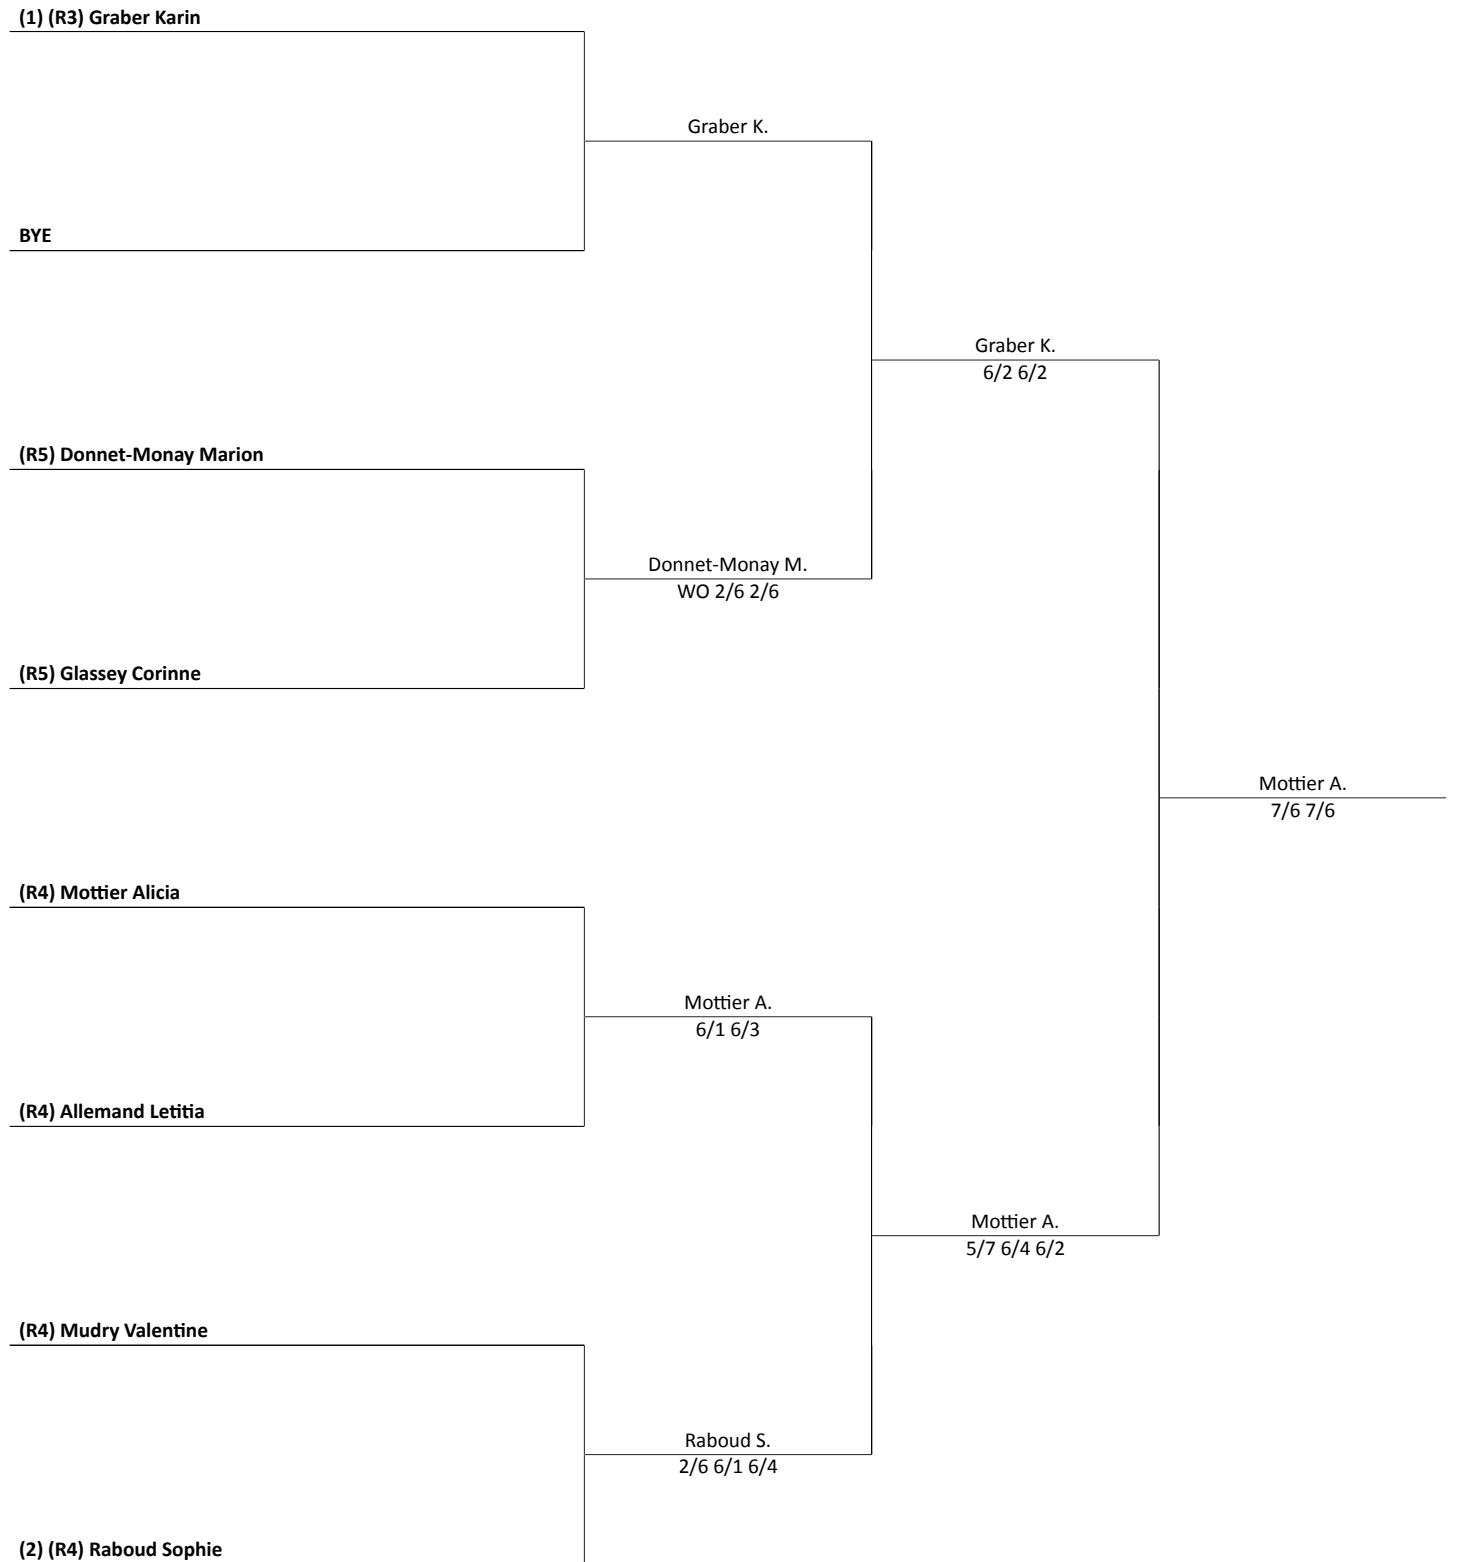 (1) (R3) Graber Karin
Graber K.
BYE
Graber K.
6/2 6/2
(R5) Donnet-Monay Marion
Donnet-Monay M.
WO 2/6 2/6
(R5) Glassey Corinne
Mottier A.
7/6 7/6
(R4) Mottier Alicia
Mottier A.
6/1 6/3
(R4) Allemand Letitia
Mottier A.
5/7 6/4 6/2
(R4) Mudry Valentine
Raboud S.
2/6 6/1 6/4
(2) (R4) Raboud Sophie